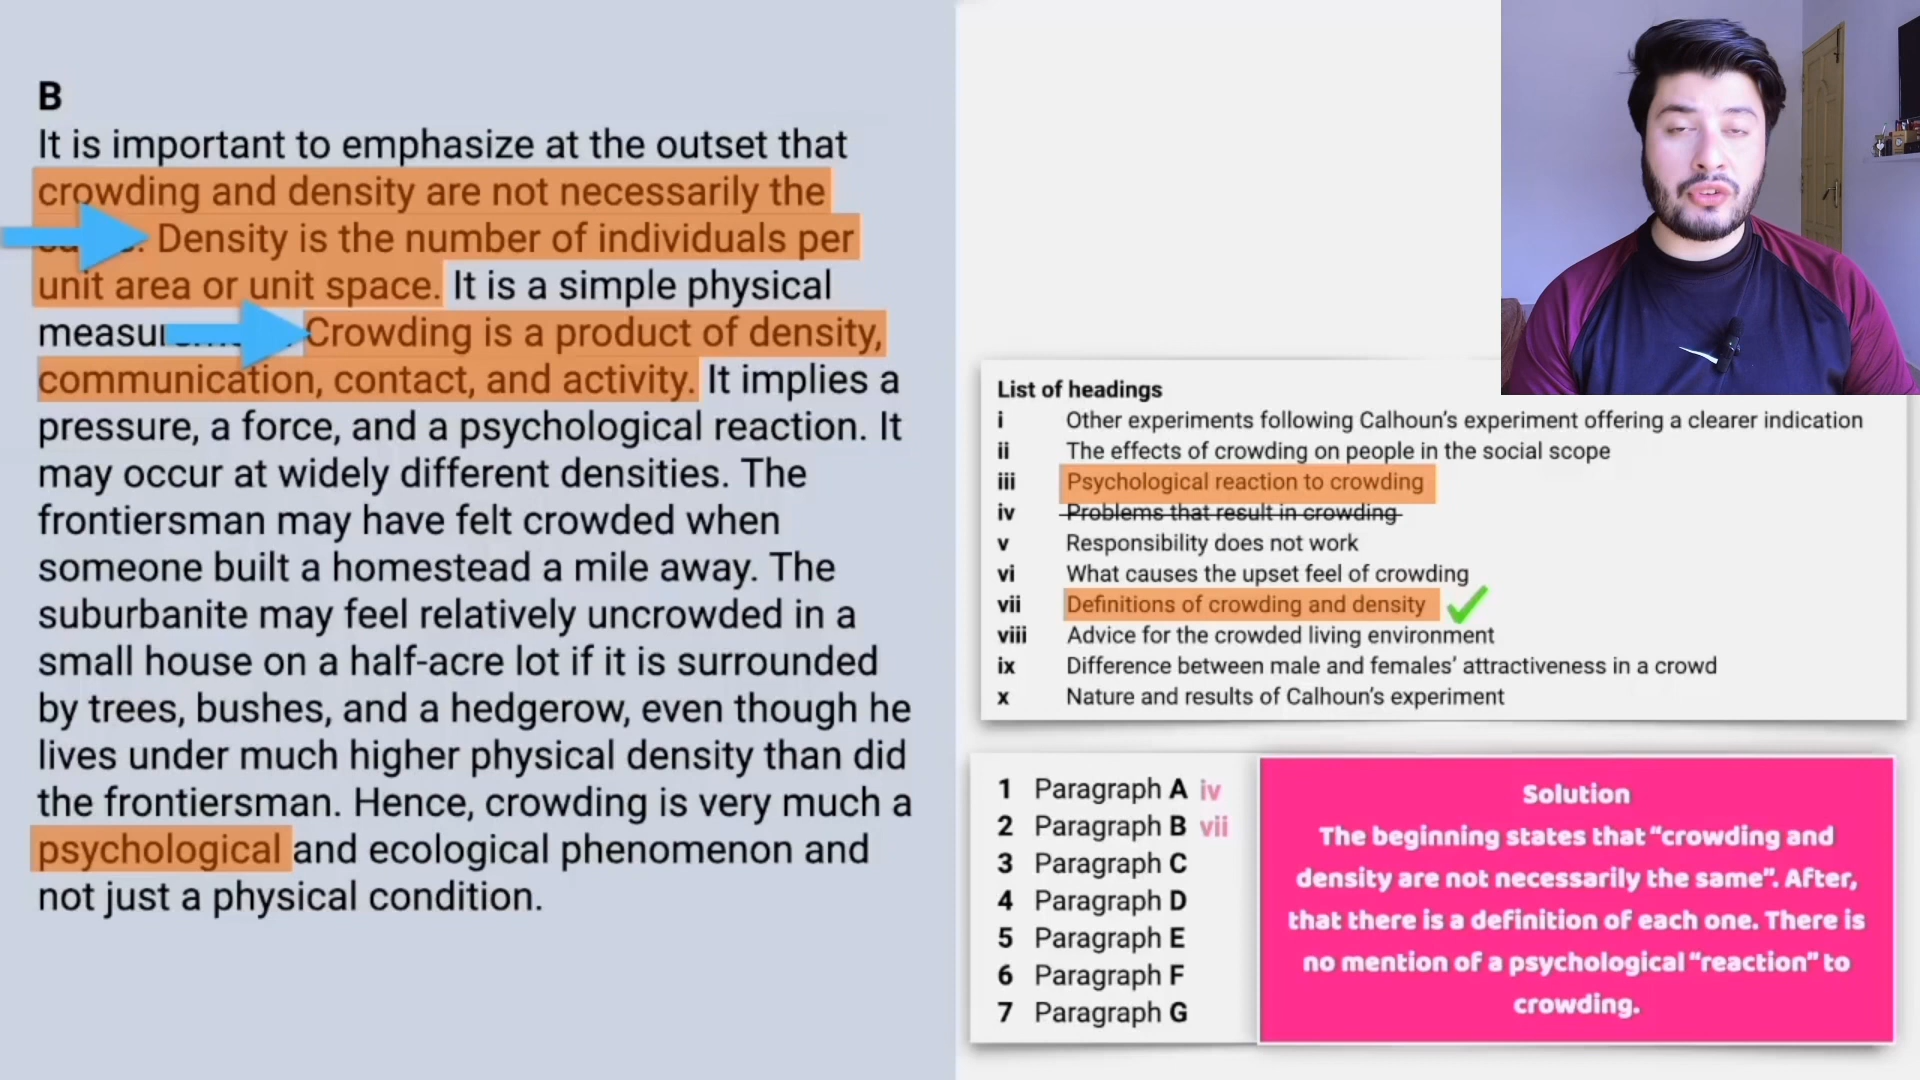 B
It is important to emphasize at the outset that
crowding and density are not necessarily the
Density is the number of individuals per
unit area or unit space. It is a simple physical
Crowding is a product of density,
communication, contact, and activity. It implies a
pressure, a force, and a psychological reaction. It
may occur at widely different densities. The
frontiersman may have felt crowded when
someone built a homestead a mile away. The
suburbanite may feel relatively uncrowded in a
small house on a half-acre lot if it is surrounded
by trees, bushes, and a hedgerow, even though he
lives under much higher physical density than did
the frontiersman. Hence, crowding is very much a
psychological and ecological phenomenon and
not just a physical condition.
List of headings
i Other experiments following Calhoun's experiment offering a clearer indication
ii The effects of crowding on people in the social scope
iii Psychological reaction to crowding
iv Problems that result in crowding
v Responsibility does not work
vi What causes the upset feel of crowding
vii Definitions of crowding and density
viii Advice for the crowded living environment
ix Difference between male and females' attractiveness in a crowd
x Nature and results of Calhoun's experiment
1 Paragraph A iv
2 Paragraph B vii
3 Paragraph C
4 Paragraph D
5 Paragraph E
6 Paragraph F
7 Paragraph G
Solution
The beginning states that "crowding and
density are not necessarily the same". After,
that there is a definition of each one. There is
no mention of a psychological "reaction" to
crowding.